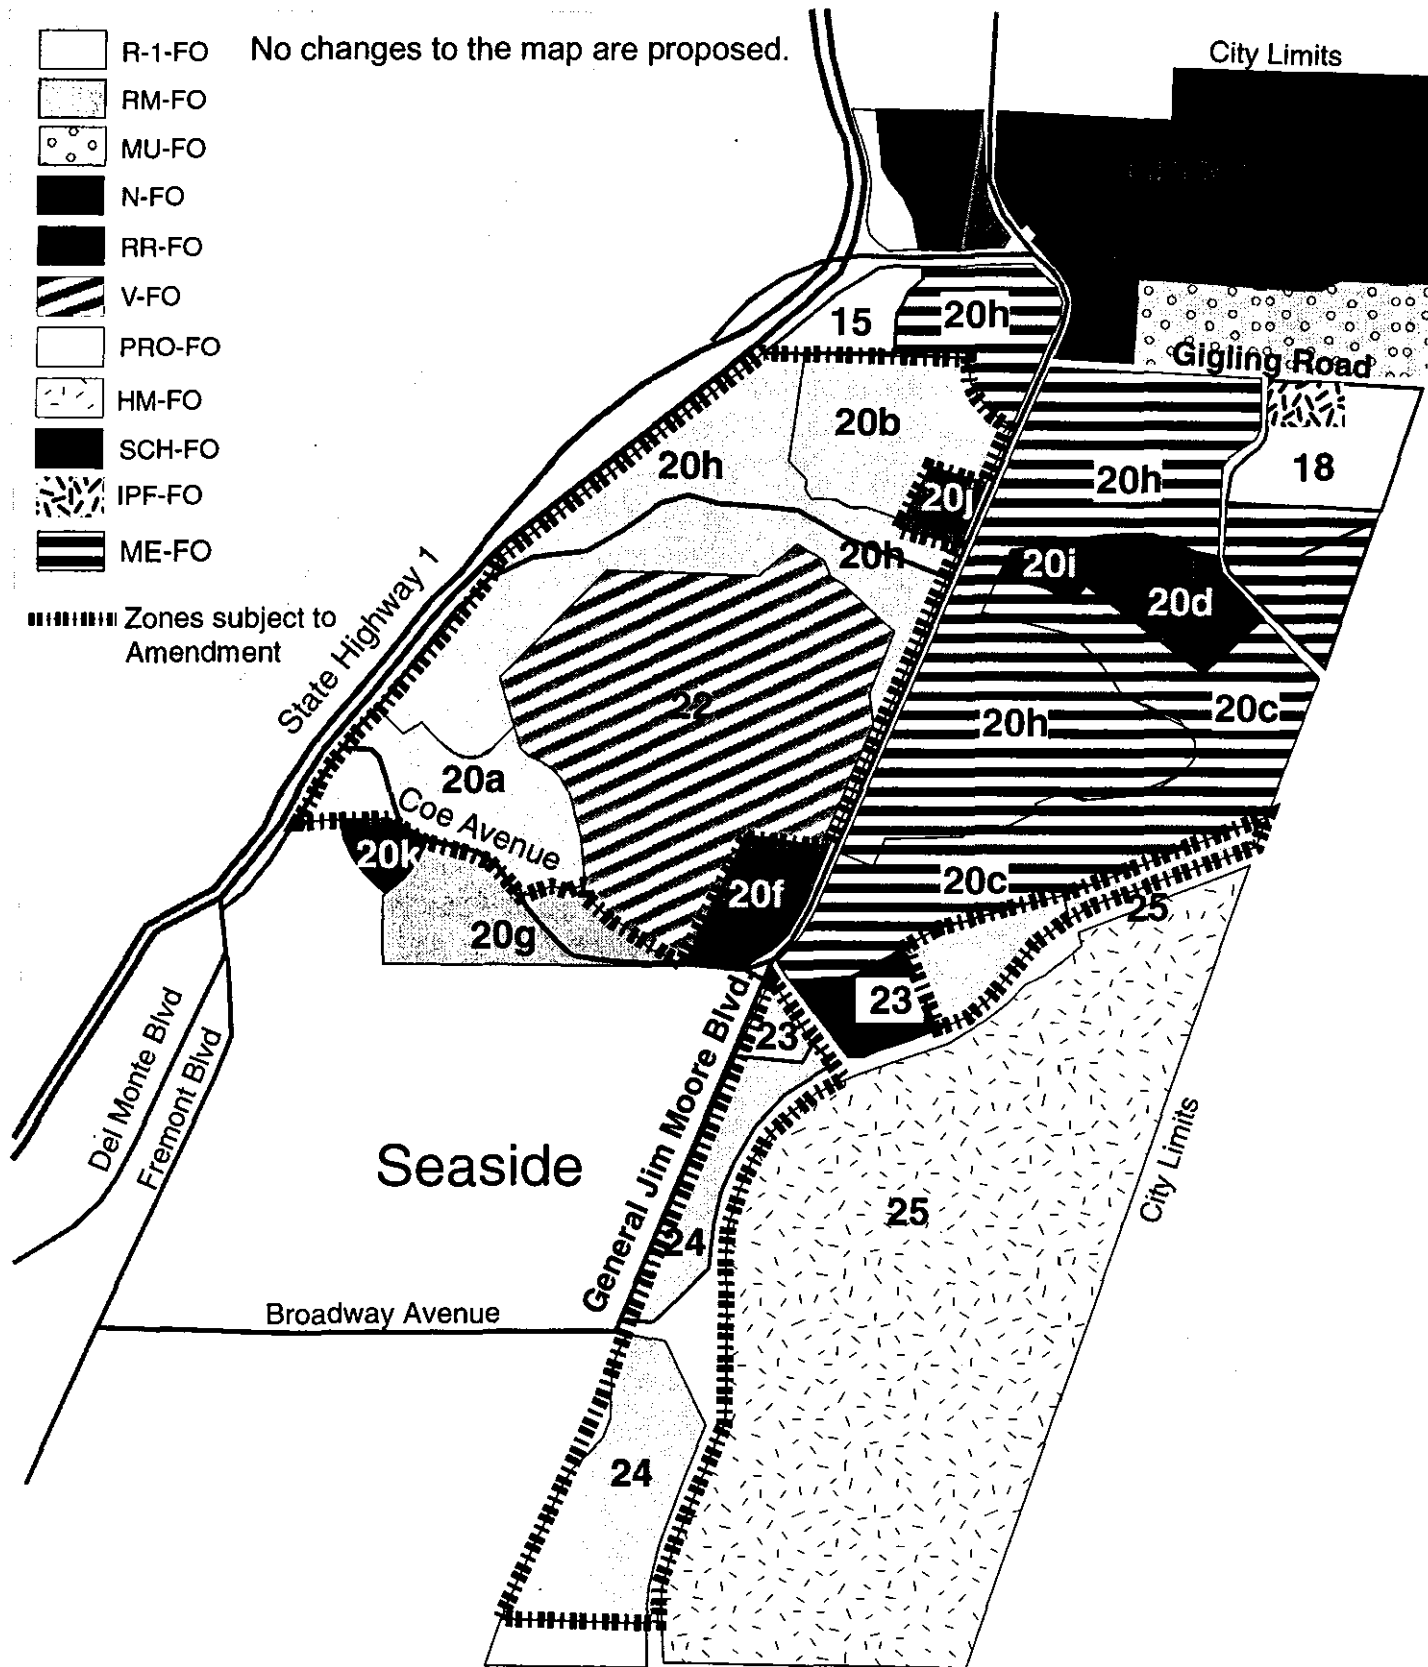 R-1-FO
No changes to the map are proposed.
RM-FO
MU-FO
N-FO
RR-FO
V-FO
PRO-FO
HM-FO
SCH-FO
IPF-FO
ME-FO
Zones subject to
Amendment
City Limits
15
20h
Gigling Road
20b
20h
20h
18
20j
20h
20i
20d
State Highway 1
22
20h
20c
20a
Coe Avenue
20k
20f
20c
20g
25
23
23
Del Monte Blvd
Fremont Blvd
General Jim Moore Blvd.
Seaside
24
25
City Limits
Broadway Avenue
24